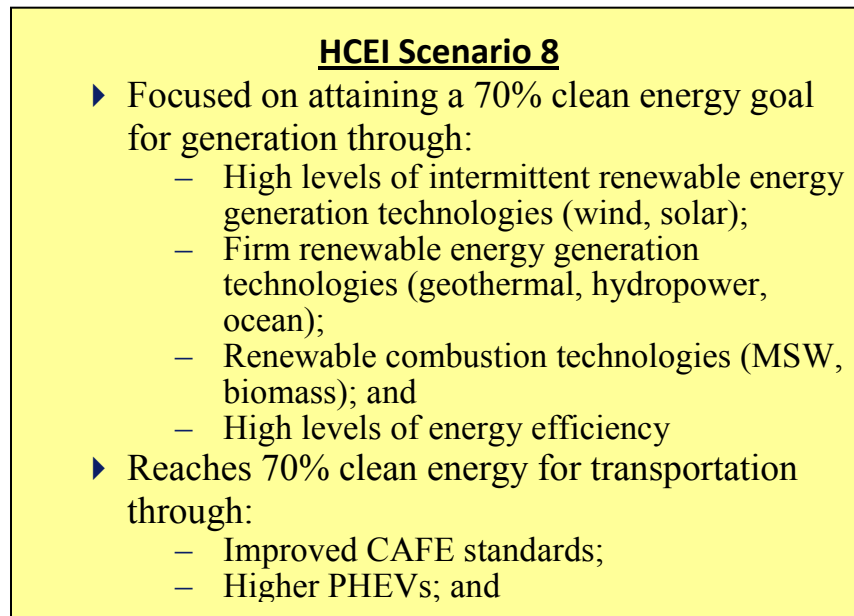 HCEI Scenario 8
Focused on attaining a 70% clean energy goal
for generation through:
– High levels of intermittent renewable energy
generation technologies (wind, solar);
– Firm renewable energy generation
technologies (geothermal, hydropower,
ocean);
– Renewable combustion technologies (MSW,
biomass); and
– High levels of energy efficiency
Reaches 70% clean energy for transportation
through:
– Improved CAFE standards;
– Higher PHEVs; and